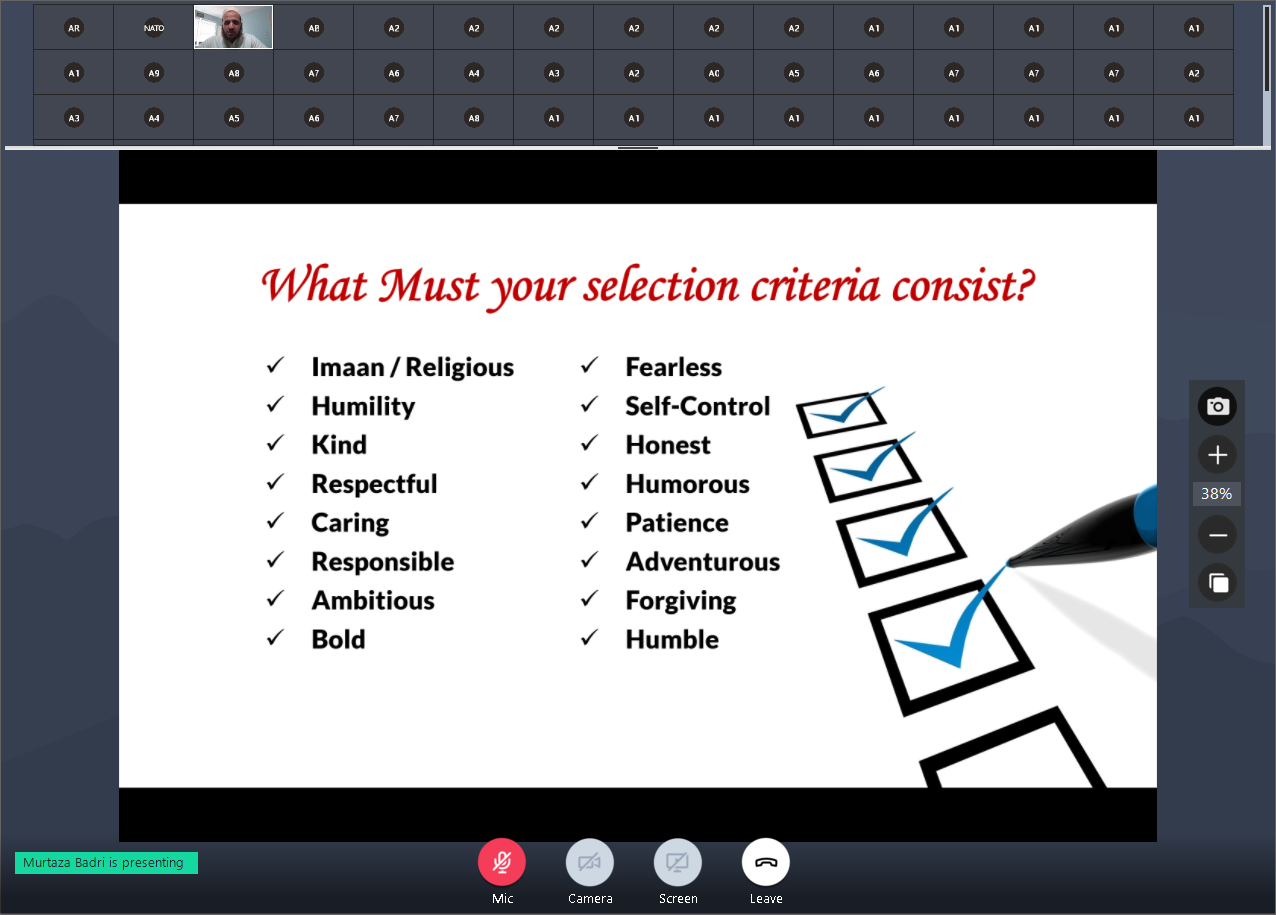 AR NATO AB A2 A2 A2 A2 A2 A2 A1 A1 A1 A1 A1
A1 A9 A8 A7 A6 A4 A3 A2 A0 A5 A6 A7 A7 A7 A2
A3 A4 A5 A6 A7 A8 A1 A1 A1 A1 A1 A1 A1 A1 A1
What Must your selection criteria consist?
✓ Imaan / Religious
✓ Humility
✓ Kind
✓ Respectful
✓ Caring
✓ Responsible
✓ Ambitious
✓ Bold
✓ Fearless
✓ Self-Control
✓ Honest
✓ Humorous
✓ Patience
✓ Adventurous
✓ Forgiving
✓ Humble
38%
Murtaza Badri is presenting
Mic Camera Screen Leave